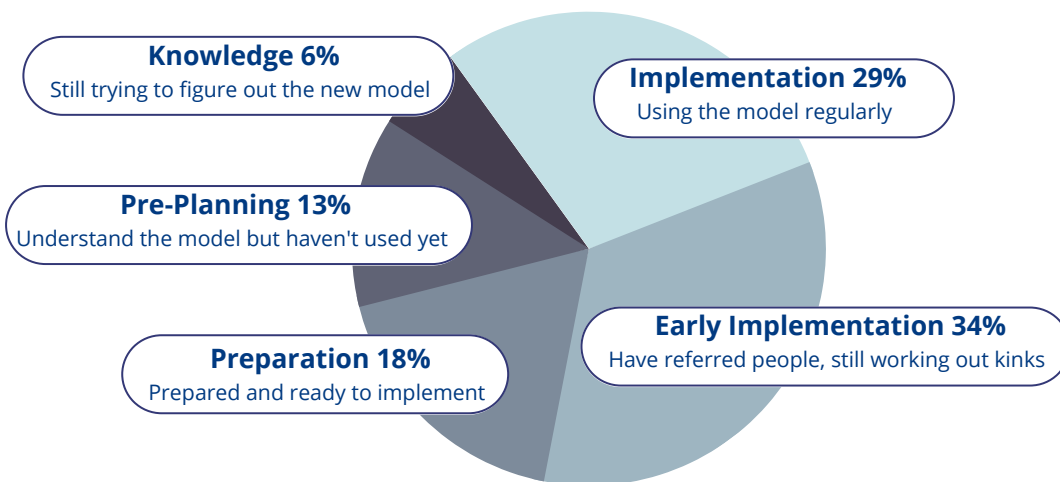 Knowledge 6%
Still trying to figure out the new model
Implementation 29%
Using the model regularly
Pre-Planning 13%
Understand the model but haven't used yet
Early Implementation 34%
Have referred people, still working out kinks
Preparation 18%
Prepared and ready to implement